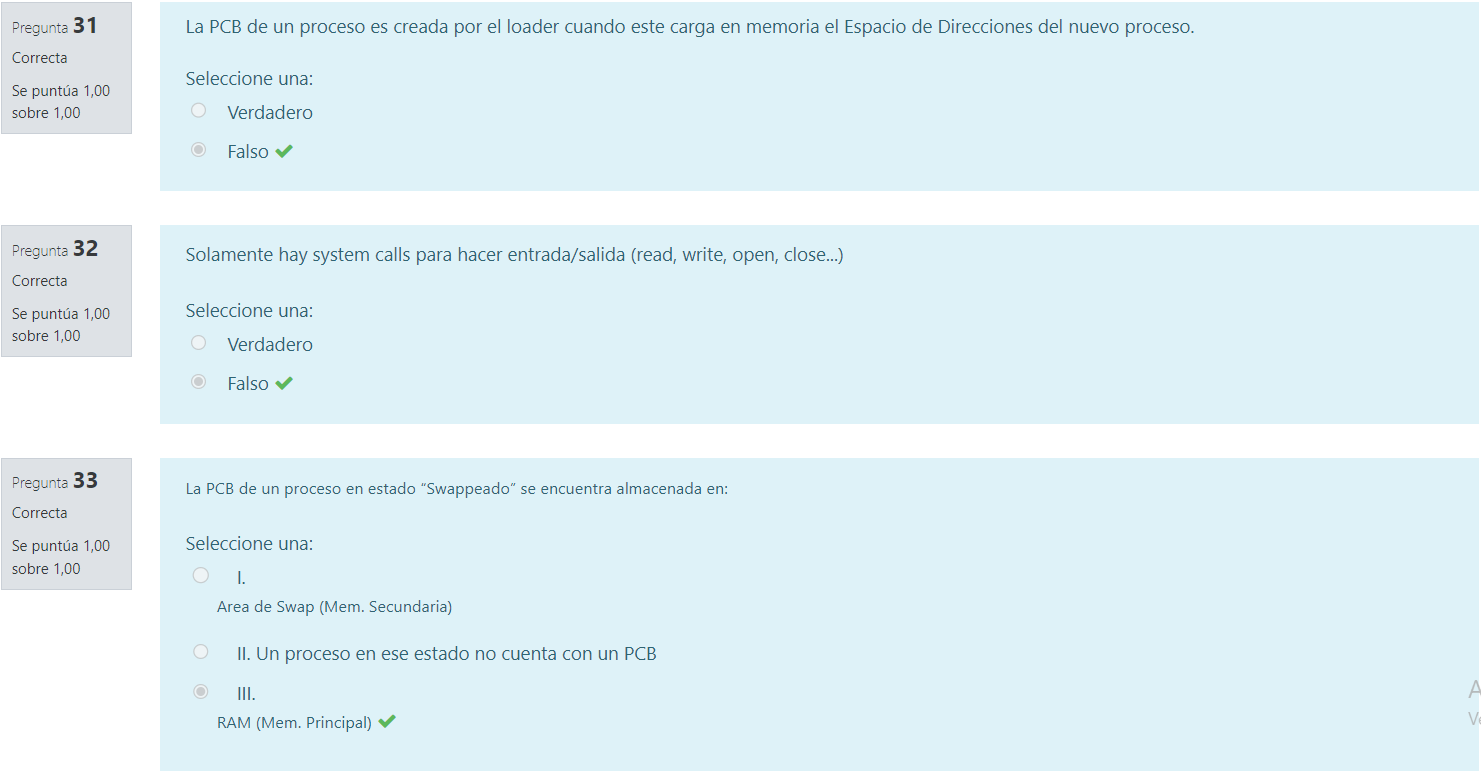 Pregunta 31
Correcta
Se puntúa 1,00
sobre 1,00
La PCB de un proceso es creada por el loader cuando este carga en memoria el Espacio de Direcciones del nuevo proceso.
Seleccione una:
Verdadero
Falso
Pregunta 32
Correcta
Se puntúa 1,00
sobre 1,00
Solamente hay system calls para hacer entrada/salida (read, write, open, close...)
Seleccione una:
Verdadero
Falso
Pregunta 33
Correcta
Se puntúa 1,00
sobre 1,00
La PCB de un proceso en estado “Swappeado” se encuentra almacenada en:
Seleccione una:
I.
Area de Swap (Mem. Secundaria)
II. Un proceso en ese estado no cuenta con un PCB
III.
RAM (Mem. Principal)